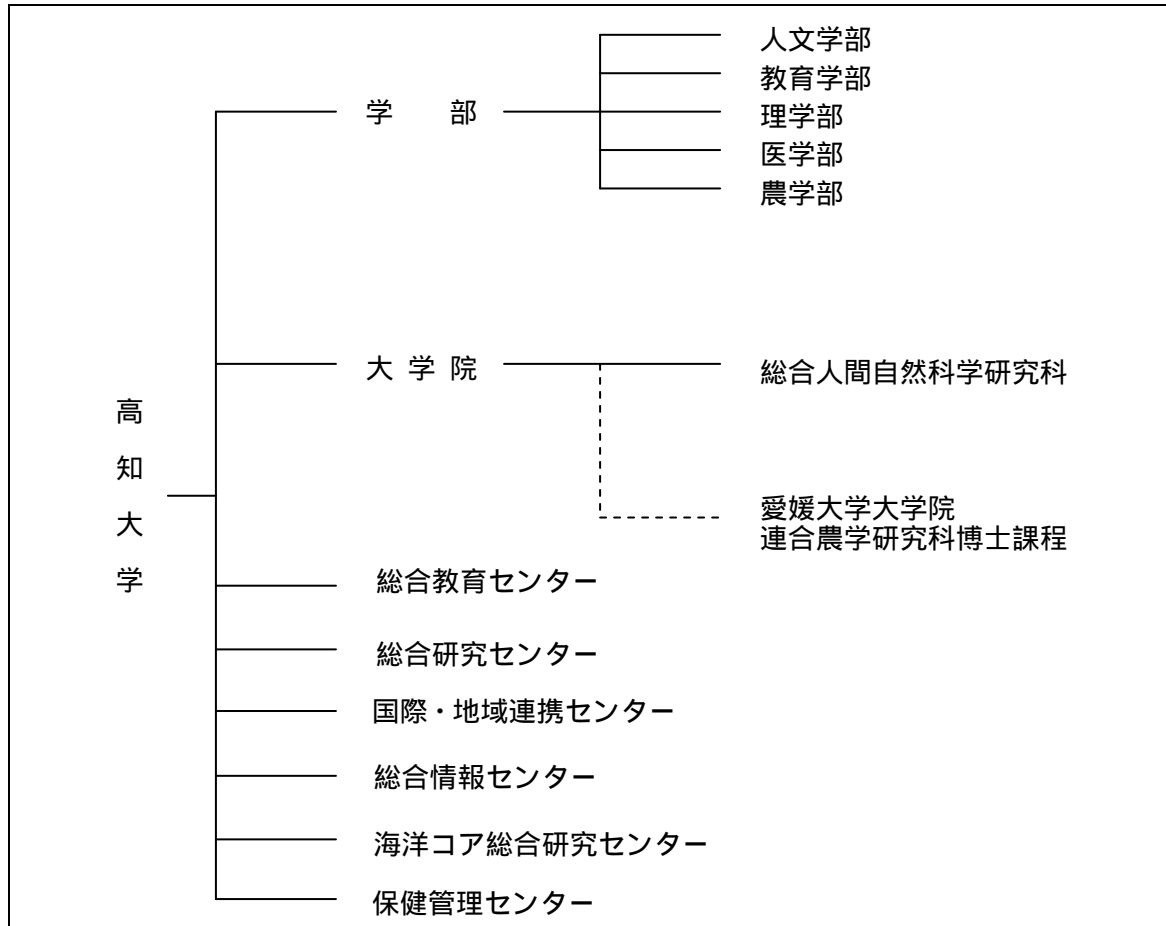 人文学部
教育学部
学部
理学部
医学部
農学部
大学院
総合人間自然科学研究科
高知大学
愛媛大学大学院
連合農学研究科博士課程
総合教育センター
総合研究センター
国際・地域連携センター
総合情報センター
海洋コア総合研究センター
保健管理センター